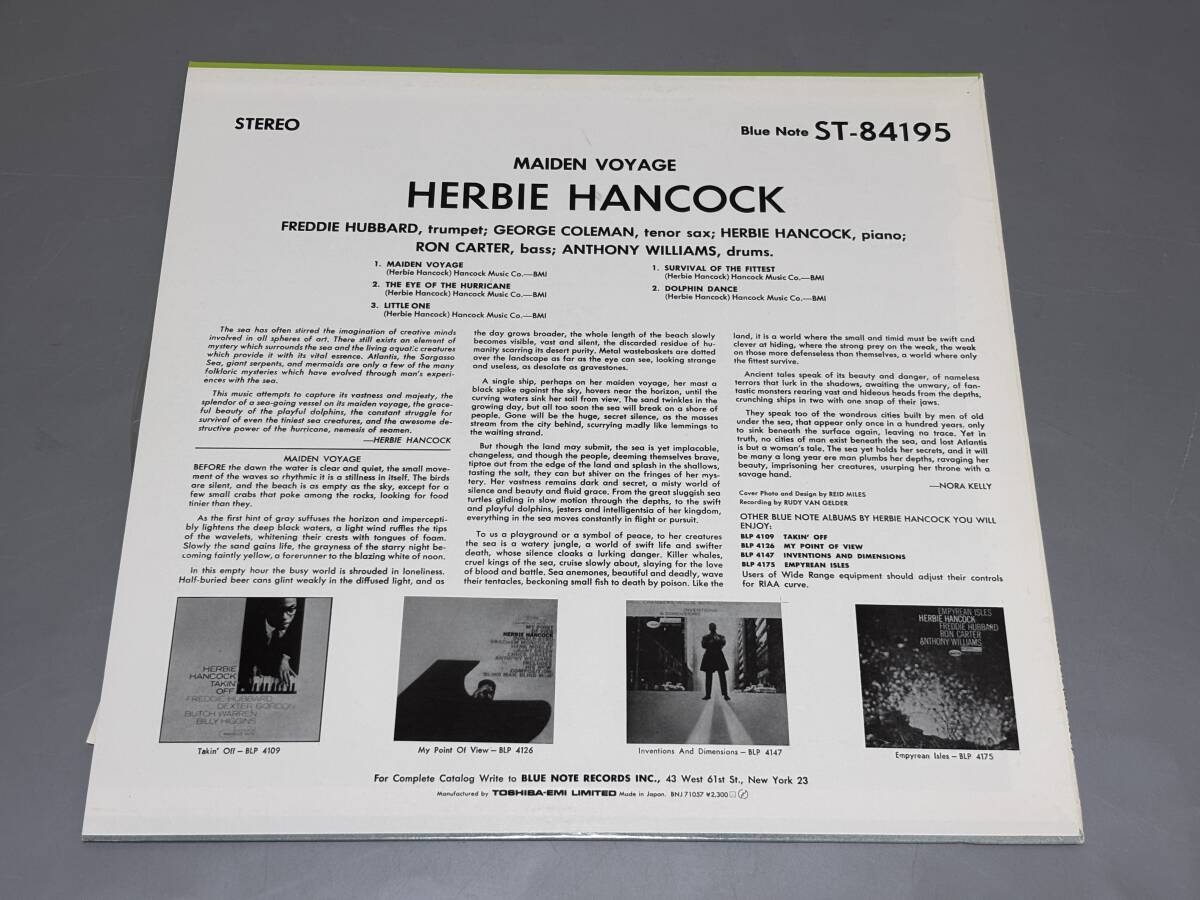 STEREO
Blue Note ST-84195
MAIDEN VOYAGE
HERBIE HANCOCK
FREDDIE HUBBARD, trumpet; GEORGE COLEMAN, tenor sax; HERBIE HANCOCK, piano;
RON CARTER, bass; ANTHONY WILLIAMS, drums.
1. MAIDEN VOYAGE
(Herbie Hancock) Hancock Music Co.—BMI
2. THE EYE OF THE HURRICANE
(Herbie Hancock) Hancock Music Co.—BMI
3. LITTLE ONE
(Herbie Hancock) Hancock Music Co.—BMI
1. SURVIVAL OF THE FITTEST
(Herbie Hancock) Hancock Music Co.—BMI
2. DOLPHIN DANCE
(Herbie Hancock) Hancock Music Co.—BMI
The sea has often stirred the imagination of creative minds
involved in all spheres of art. There still exists an element of
mystery which surrounds the sea and the living aquatic creatures
which provide it with its vital essence. Atlantis, the Sargasso
Sea, giant serpents, and mermaids are only a few of the many
folkloric mysteries which have evolved through man's experi-
ences with the sea.
This music attempts to capture its vastness and majesty, the
splendor of a sea-going vessel on its maiden voyage, the grace-
ful beauty of the playful dolphins, the constant struggle for
survival of even the tiniest sea creatures, and the awesome de-
structive power of the hurricane, nemesis of seamen.
—HERBIE HANCOCK
MAIDEN VOYAGE
BEFORE the dawn the water is clear and quiet, the small move-
ment of the waves so rhythmic it is a stillness in itself. The birds
are silent, and the beach is as empty as the sky, except for a
few small crabs that poke among the rocks, looking for food
tinier than they.
As the first hint of gray suffuses the horizon and impercepti-
bly lightens the deep black waters, a light wind ruffles the tips
of the wavelets, whitening their crests with tongues of foam.
Slowly the sand gains life, the grayness of the starry night be-
coming faintly yellow, a forerunner to the blazing white of noon.
In this empty hour the busy world is shrouded in loneliness.
Half-buried beer cans glint weakly in the diffused light, and as
the day grows broader, the whole length of the beach slowly
becomes visible, vast and silent, the discarded residue of hu-
manity scarring its desert purity. Metal wastebaskets are dotted
over the landscape as far as the eye can see, looking strange
and useless, as desolate as gravestones.
A single ship, perhaps on her maiden voyage, her mast a
black spike against the sky, hovers near the horizon, until the
curving waters sink her sail from view. The sand twinkles in the
growing day, but all too soon the sea will break on a shore of
people. Gone will be the huge, secret silence, as the masses
stream from the city behind, scurrying madly like lemmings to
the waiting strand.
But though the land may submit, the sea is yet implacable,
changeless, and though the people, deeming themselves brave,
tiptoe out from the edge of the land and splash in the shallows,
tasting the salt, they can but shiver on the fringes of her mys-
tery. Her vastness remains dark and secret, a misty world of
silence and beauty and fluid grace. From the great sluggish sea
turtles gliding in slow motion through the depths, to the swift
and playful dolphins, jesters and intelligentsia of her kingdom,
everything in the sea moves constantly in flight or pursuit.
To us a playground or a symbol of peace, to her creatures
the sea is a watery jungle, a world of swift life and swifter
death, whose silence cloaks a lurking danger. Killer whales,
cruel kings of the sea, cruise slowly about, slaying for the love
of blood and battle. Sea anemones, beautiful and deadly, wave
their tentacles, beckoning small fish to death by poison. Like the
land, it is a world where the small and timid must be swift and
clever at hiding, where the strong prey on the weak, the weak
on those more defenseless than themselves, a world where only
the fittest survive.
Ancient tales speak of its beauty and danger, of nameless
terrors that lurk in the shadows, awaiting the unwary, of fan-
tastic monsters rearing vast and hideous heads from the depths,
crunching ships in two with one snap of their jaws.
They speak too of the wondrous cities built by men of old
under the sea, that appear only once in a hundred years. only
to sink beneath the surface again, leaving no trace. Yet in
truth, no cities of man exist beneath the sea, and lost Atlantis
is but a woman's tale. The sea yet holds her secrets, and it will
be many a long year ere man plumbs her depths, ravaging her
beauty, imprisoning her creatures, usurping her throne with a
savage hand.
—NORA KELLY
Cover Photo and Design by REID MILES
Recording by RUDY VAN GELDER
OTHER BLUE NOTE ALBUMS BY HERBIE HANCOCK YOU WILL
ENJOY:
BLP 4109 TAKIN' OFF
BLP 4126 MY POINT OF VIEW
BLP 4147 INVENTIONS AND DIMENSIONS
BLP 4175 EMPYREAN ISLES
Users of Wide Range equipment should adjust their controls
for RIAA curve.
HERBIE
HANCOCK
TAKIN'
OFF
FREDDIE HUBBARD
DEXTER GORDON
BUTCH WARREN
BILLY HIGGINS
MY POINT
OF VIEW
HERBIE HANCOCK
INVENTIONS
& DIMENSIONS
EMPYREAN ISLES
HERBIE HANCOCK
FREDDIE HUBBARD
RON CARTER
ANTHONY WILLIAMS
Takin' Off — BLP 4109
My Point Of View — BLP 4126
Inventions And Dimensions — BLP 4147
Empyrean Isles — BLP 4175
For Complete Catalog Write to BLUE NOTE RECORDS INC., 43 West 61st St., New York 23
Manufactured by TOSHIBA-EMI LIMITED Made in Japan. BNJ 71057 ¥2,300